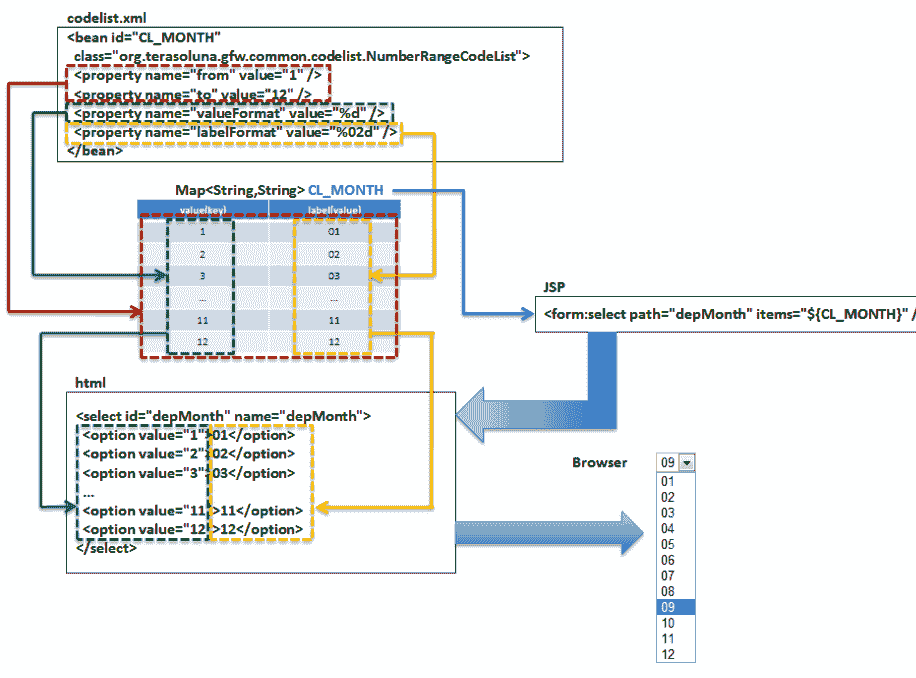 codelist.xml
<bean id="CL_MONTH"
class="org.terasoluna.gfw.common.codelist.NumberRangeCodeList">
<property name="from" value="1" />
<property name="to" value="12" />
<property name="valueFormat" value="%d" />
<property name="labelFormat" value="%02d" />
</bean>
Map<String,String> CL_MONTH
value(key) label(value)
1 01
2 02
3 03
... ...
11 11
12 12
JSP
<form:select path="depMonth" items="${CL_MONTH}" /
html
<select id="depMonth" name="depMonth">
<option value="1">01</option>
<option value="2">02</option>
<option value="3">03</option>
...
<option value="11">11</option>
<option value="12">12</option>
</select>
Browser
09
01
02
03
04
05
06
07
08
09
10
11
12